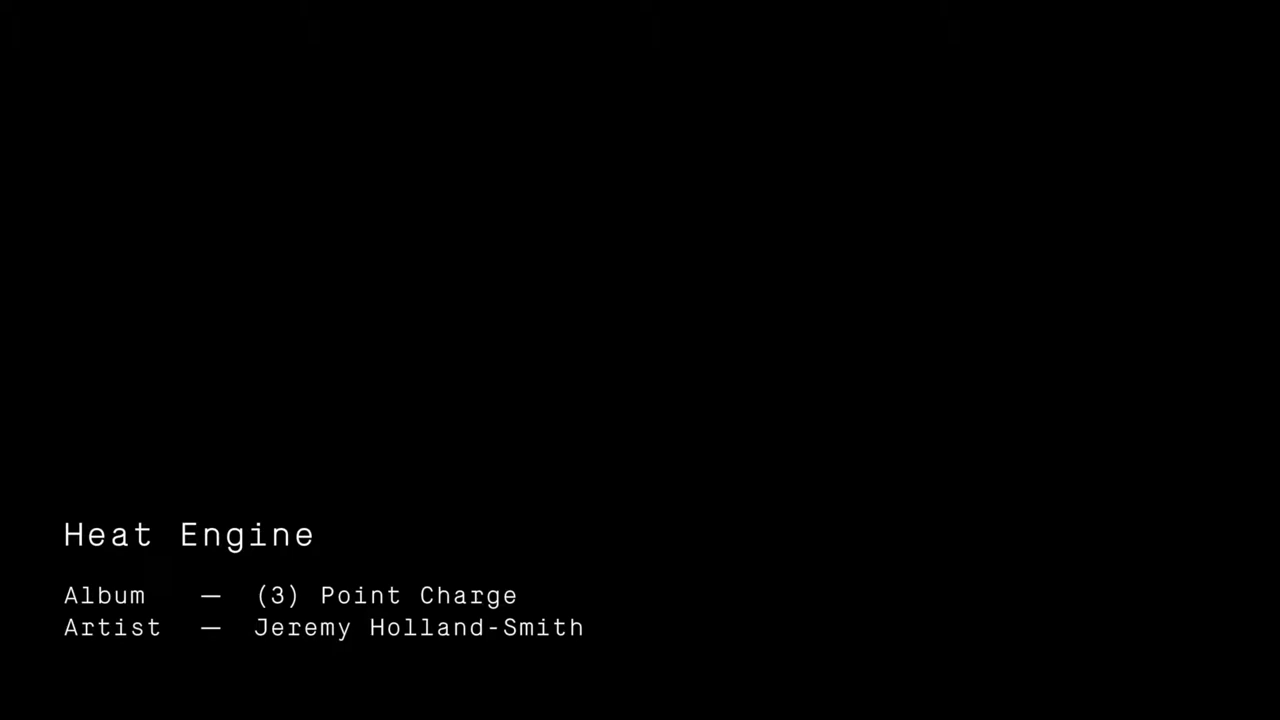 Heat Engine
Album — (3) Point Charge
Artist — Jeremy Holland-Smith